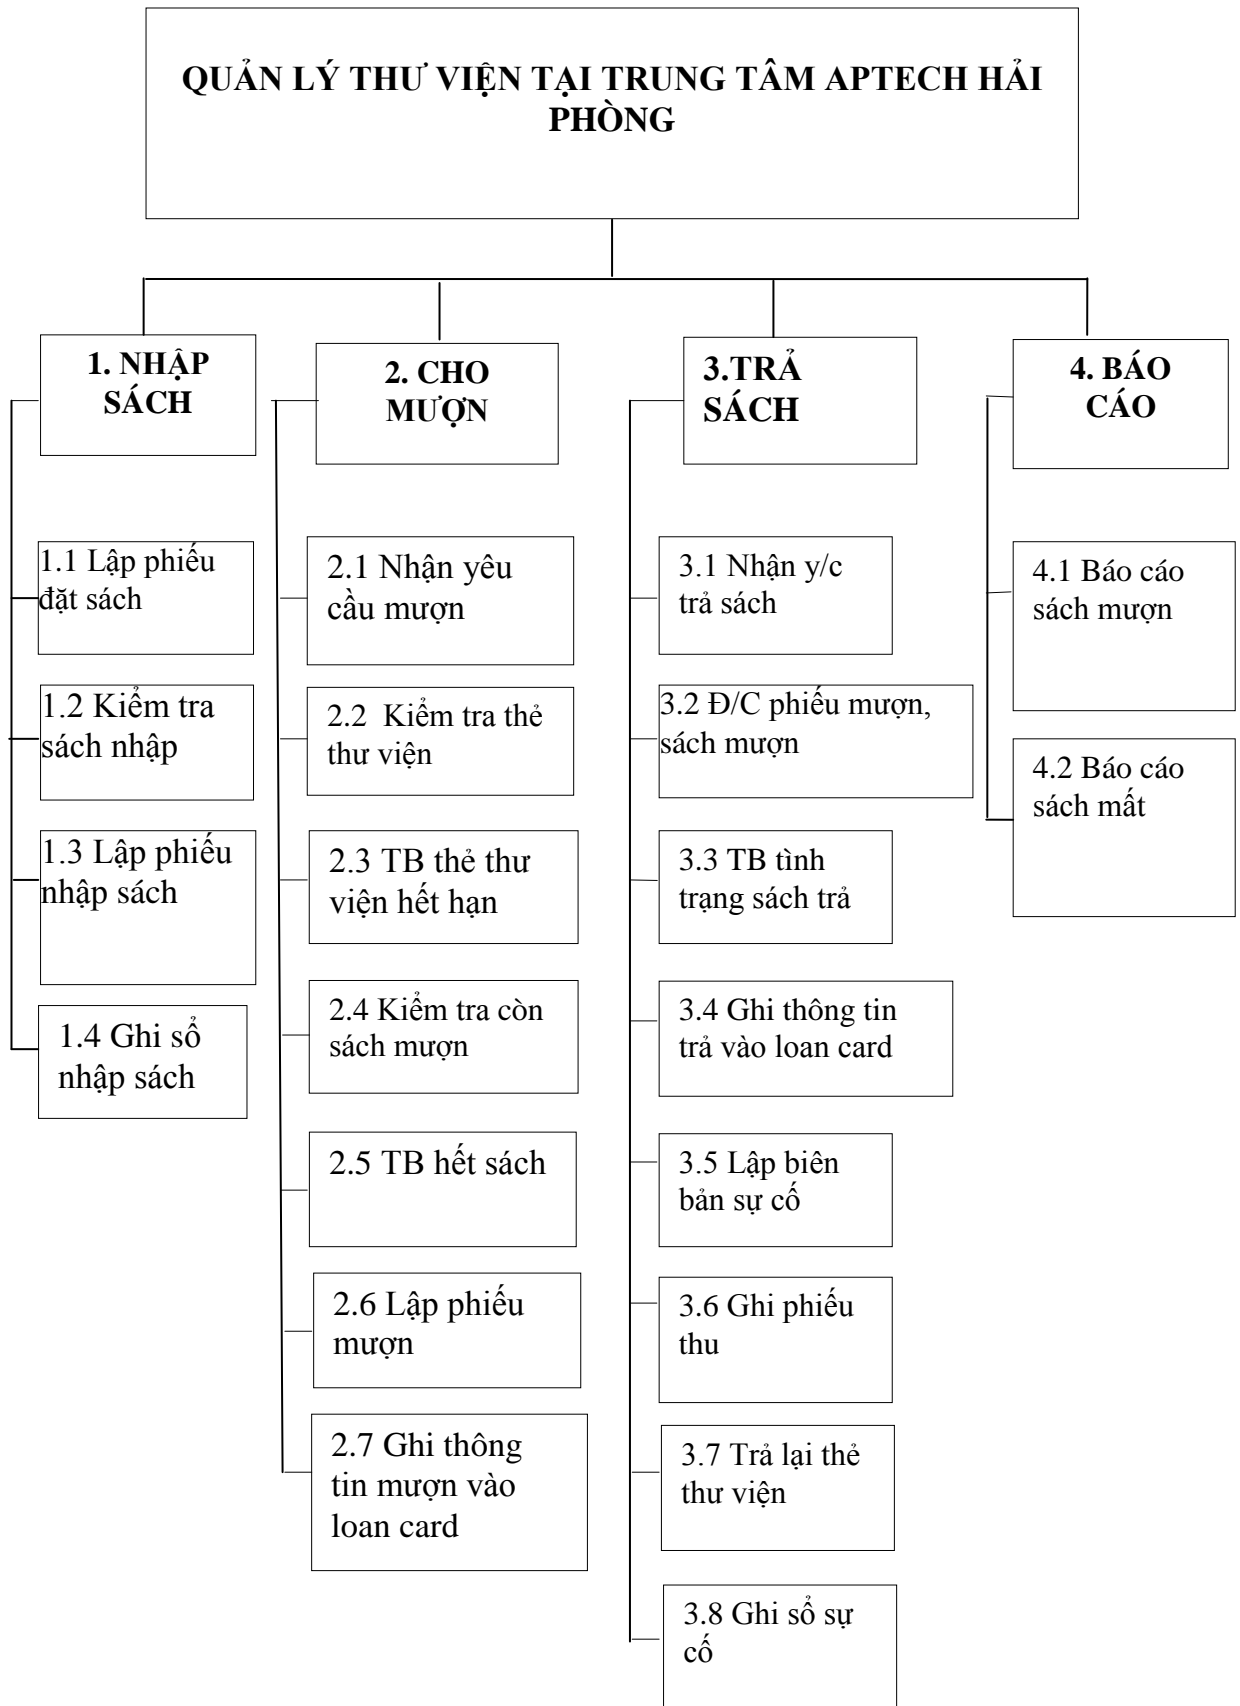 QUẢN LÝ THƯ VIỆN TẠI TRUNG TÂM APTECH HẢI
PHÒNG
1. NHẬP
SÁCH
2. CHO
MƯỢN
3.TRẢ
SÁCH
4. BÁO
CÁO
1.1 Lập phiếu
đặt sách
1.2 Kiểm tra
sách nhập
1.3 Lập phiếu
nhập sách
1.4 Ghi sổ
nhập sách
2.1 Nhận yêu
cầu mượn
2.2  Kiểm tra thẻ
thư viện
2.3 TB thẻ thư
viện hết hạn
2.4 Kiểm tra còn
sách mượn
2.5 TB hết sách
2.6 Lập phiếu
mượn
2.7 Ghi thông
tin mượn vào
loan card
3.1 Nhận y/c
trả sách
3.2 Đ/C phiếu mượn,
sách mượn
3.3 TB tình
trạng sách trả
3.4 Ghi thông tin
trả vào loan card
3.5 Lập biên
bản sự cố
3.6 Ghi phiếu
thu
3.7 Trả lại thẻ
thư viện
3.8 Ghi sổ sự
cố
4.1 Báo cáo
sách mượn
4.2 Báo cáo
sách mất